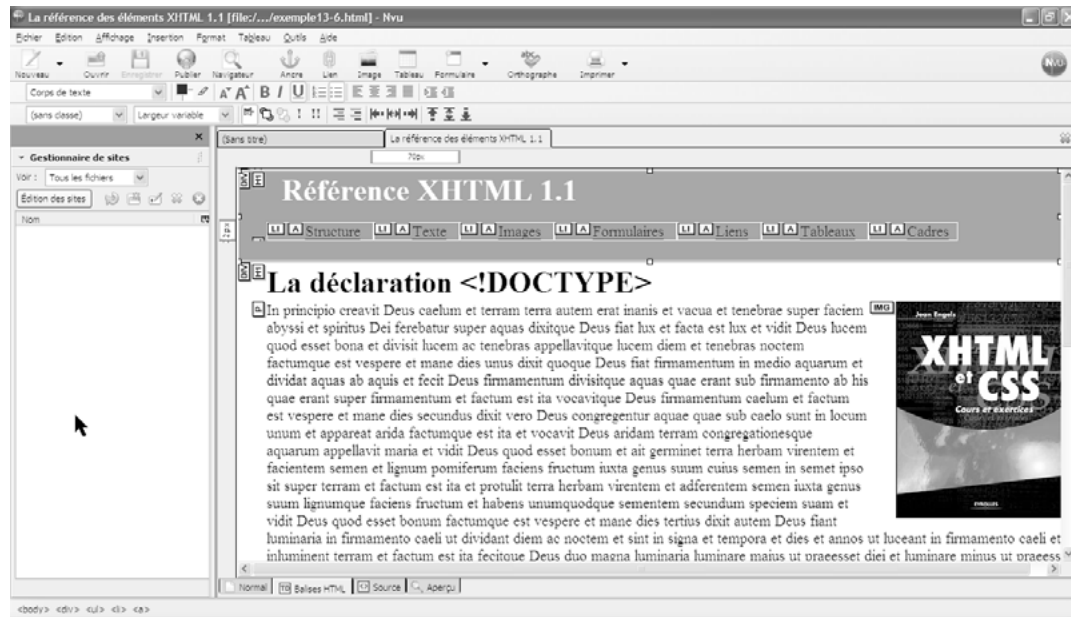 La référence des éléments XHTML 1.1 [file:/.../exemple13-6.html] - Nvu
Fichier Edition Affichage Insertion Format Tableau Outils Aide
Nouveau Ouvrir Enregistrer Publier Navigateur Ancre Lien Image Tableau Formulaire Orthographe Imprimer
Corps de texte
(sans classe) Largeur variable
(Sans titre) La référence des éléments XHTML 1.1
Gestionnaire de sites
70px
Voir : Tous les fichiers
Édition des sites
Nom
DIV H1 Référence XHTML 1.1
LI A Structure LI A Texte LI A Images LI A Formulaires LI A Liens LI A Tableaux LI A Cadres
DIV H1 La déclaration <!DOCTYPE>
P In principio creavit Deus caelum et terram terra autem erat inanis et vacua et tenebrae super faciem
abyssi et spiritus Dei ferebatur super aquas dixitque Deus fiat lux et facta est lux et vidit Deus lucem
quod esset bona et divisit lucem ac tenebras appellavitque lucem diem et tenebras noctem
factumque est vespere et mane dies unus dixit quoque Deus fiat firmamentum in medio aquarum et
dividat aquas ab aquis et fecit Deus firmamentum divisitque aquas quae erant sub firmamento ab his
quae erant super firmamentum et factum est ita vocavitque Deus firmamentum caelum et factum
est vespere et mane dies secundus dixit vero Deus congregentur aquae quae sub caelo sunt in locum
unum et appareat arida factumque est ita et vocavit Deus aridam terram congregationesque
aquarum appellavit maria et vidit Deus quod esset bonum et ait germinet terra herbam virentem et
facientem semen et lignum pomiferum faciens fructum iuxta genus suum cuius semen in semet ipso
sit super terram et factum est ita et protulit terra herbam virentem et adferentem semen iuxta genus
suum lignumque faciens fructum et habens unumquodque sementem secundum speciem suam et
vidit Deus quod esset bonum factumque est vespere et mane dies tertius dixit autem Deus fiant
luminaria in firmamento caeli ut dividant diem ac noctem et sint in signa et tempora et dies et annos ut luceant in firmamento caeli et
inluminent terram et factum est ita fecitque Deus duo magna luminaria luminare maius ut praeesset diei et luminare minus ut praeess
IMG
Jean Engels
XHTML
et CSS
Cours et exercices
EYROLLES
Normal Balises HTML Source Aperçu
<body> <div> <ul> <li> <a>